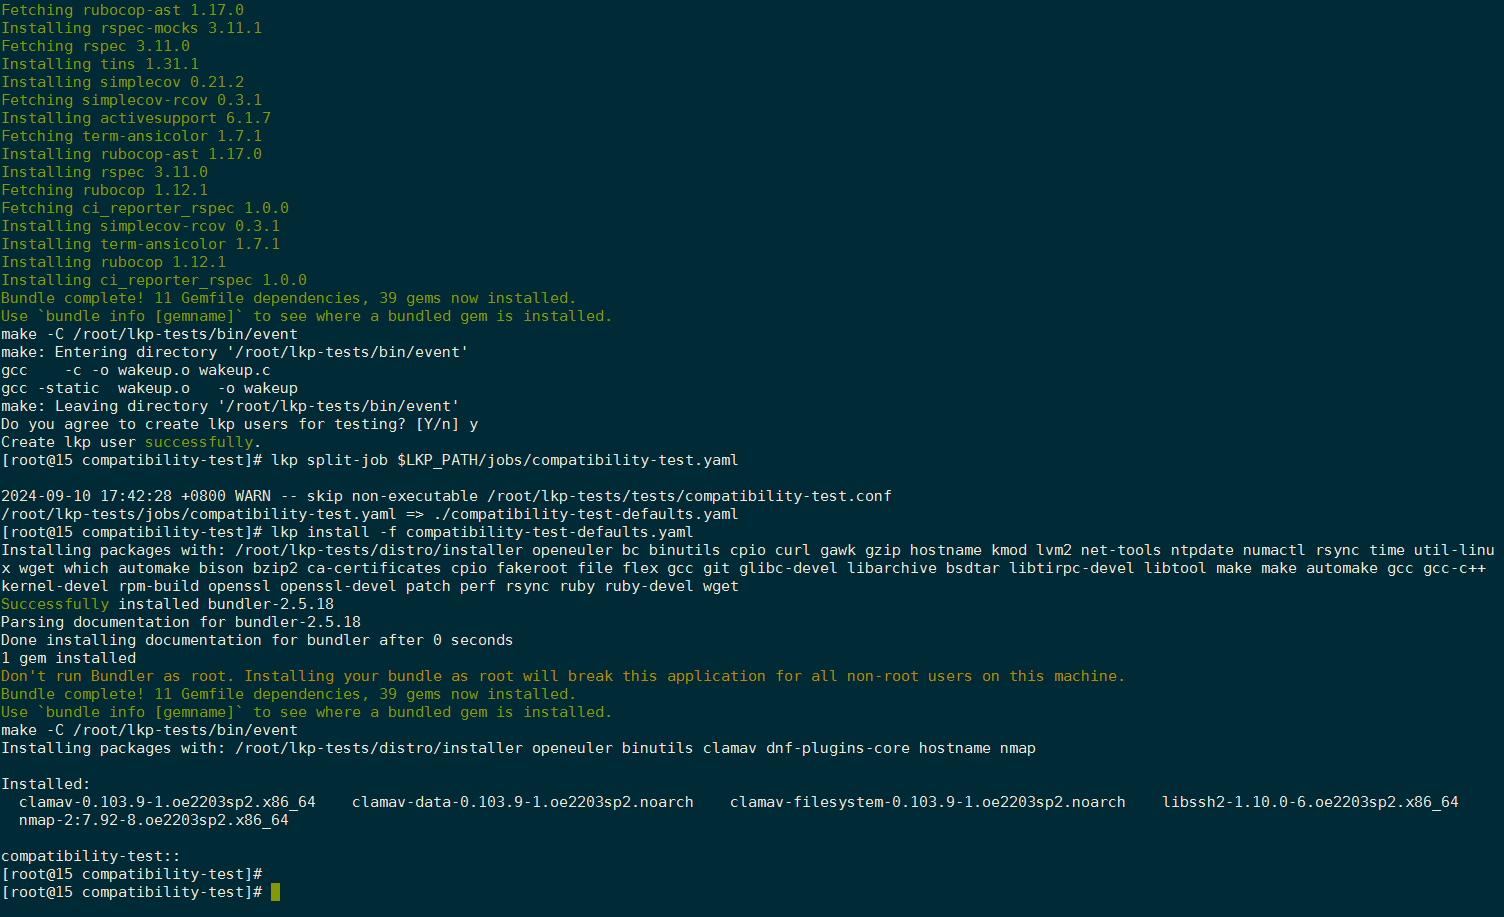 Fetching rubocop-ast 1.17.0
Installing rspec-mocks 3.11.1
Fetching rspec 3.11.0
Installing tins 1.31.1
Installing simplecov 0.21.2
Fetching simplecov-rcov 0.3.1
Installing activesupport 6.1.7
Fetching term-ansicolor 1.7.1
Installing rubocop-ast 1.17.0
Installing rspec 3.11.0
Fetching rubocop 1.12.1
Fetching ci_reporter_rspec 1.0.0
Installing simplecov-rcov 0.3.1
Installing term-ansicolor 1.7.1
Installing rubocop 1.12.1
Installing ci_reporter_rspec 1.0.0
Bundle complete! 11 Gemfile dependencies, 39 gems now installed.
Use `bundle info [gemname]` to see where a bundled gem is installed.
make -C /root/lkp-tests/bin/event
make: Entering directory '/root/lkp-tests/bin/event'
gcc    -c -o wakeup.o wakeup.c
gcc -static  wakeup.o   -o wakeup
make: Leaving directory '/root/lkp-tests/bin/event'
Do you agree to create lkp users for testing? [Y/n] y
Create lkp user successfully.
[root@15 compatibility-test]# lkp split-job $LKP_PATH/jobs/compatibility-test.yaml
2024-09-10 17:42:28 +0800 WARN -- skip non-executable /root/lkp-tests/tests/compatibility-test.conf
/root/lkp-tests/jobs/compatibility-test.yaml => ./compatibility-test-defaults.yaml
[root@15 compatibility-test]# lkp install -f compatibility-test-defaults.yaml
Installing packages with: /root/lkp-tests/distro/installer openeuler bc binutils cpio curl gawk gzip hostname kmod lvm2 net-tools ntpdate numactl rsync time util-linu
x wget which automake bison bzip2 ca-certificates cpio fakeroot file flex gcc git glibc-devel libarchive bsdtar libtirpc-devel libtool make make automake gcc gcc-c++
kernel-devel rpm-build openssl openssl-devel patch perf rsync ruby ruby-devel wget
Successfully installed bundler-2.5.18
Parsing documentation for bundler-2.5.18
Done installing documentation for bundler after 0 seconds
1 gem installed
Don't run Bundler as root. Installing your bundle as root will break this application for all non-root users on this machine.
Bundle complete! 11 Gemfile dependencies, 39 gems now installed.
Use `bundle info [gemname]` to see where a bundled gem is installed.
make -C /root/lkp-tests/bin/event
Installing packages with: /root/lkp-tests/distro/installer openeuler binutils clamav dnf-plugins-core hostname nmap
Installed:
  clamav-0.103.9-1.oe2203sp2.x86_64    clamav-data-0.103.9-1.oe2203sp2.noarch    clamav-filesystem-0.103.9-1.oe2203sp2.noarch    libssh2-1.10.0-6.oe2203sp2.x86_64
  nmap-2:7.92-8.oe2203sp2.x86_64
compatibility-test::
[root@15 compatibility-test]#
[root@15 compatibility-test]#